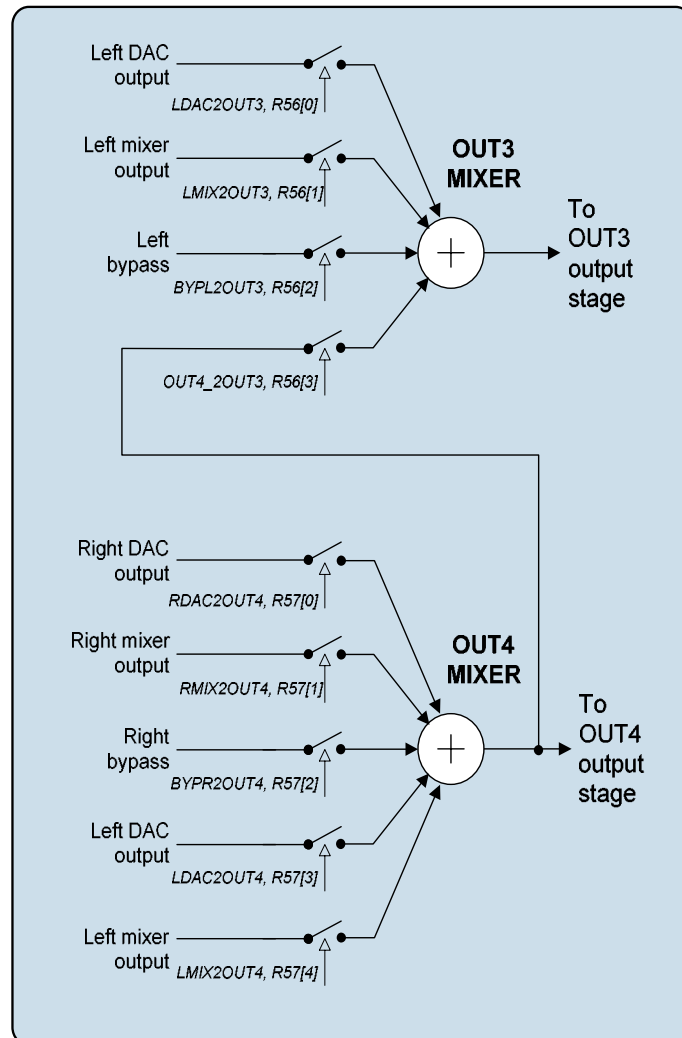 Left DAC
output
LDAC2OUT3, R56[0]
Left mixer
output
LMIX2OUT3, R56[1]
Left
bypass
BYPL2OUT3, R56[2]
OUT4_2OUT3, R56[3]
OUT3
MIXER
+
To
OUT3
output
stage
Right DAC
output
RDAC2OUT4, R57[0]
Right mixer
output
RMIX2OUT4, R57[1]
Right
bypass
BYPR2OUT4, R57[2]
Left DAC
output
LDAC2OUT4, R57[3]
Left mixer
output
LMIX2OUT4, R57[4]
OUT4
MIXER
+
To
OUT4
output
stage